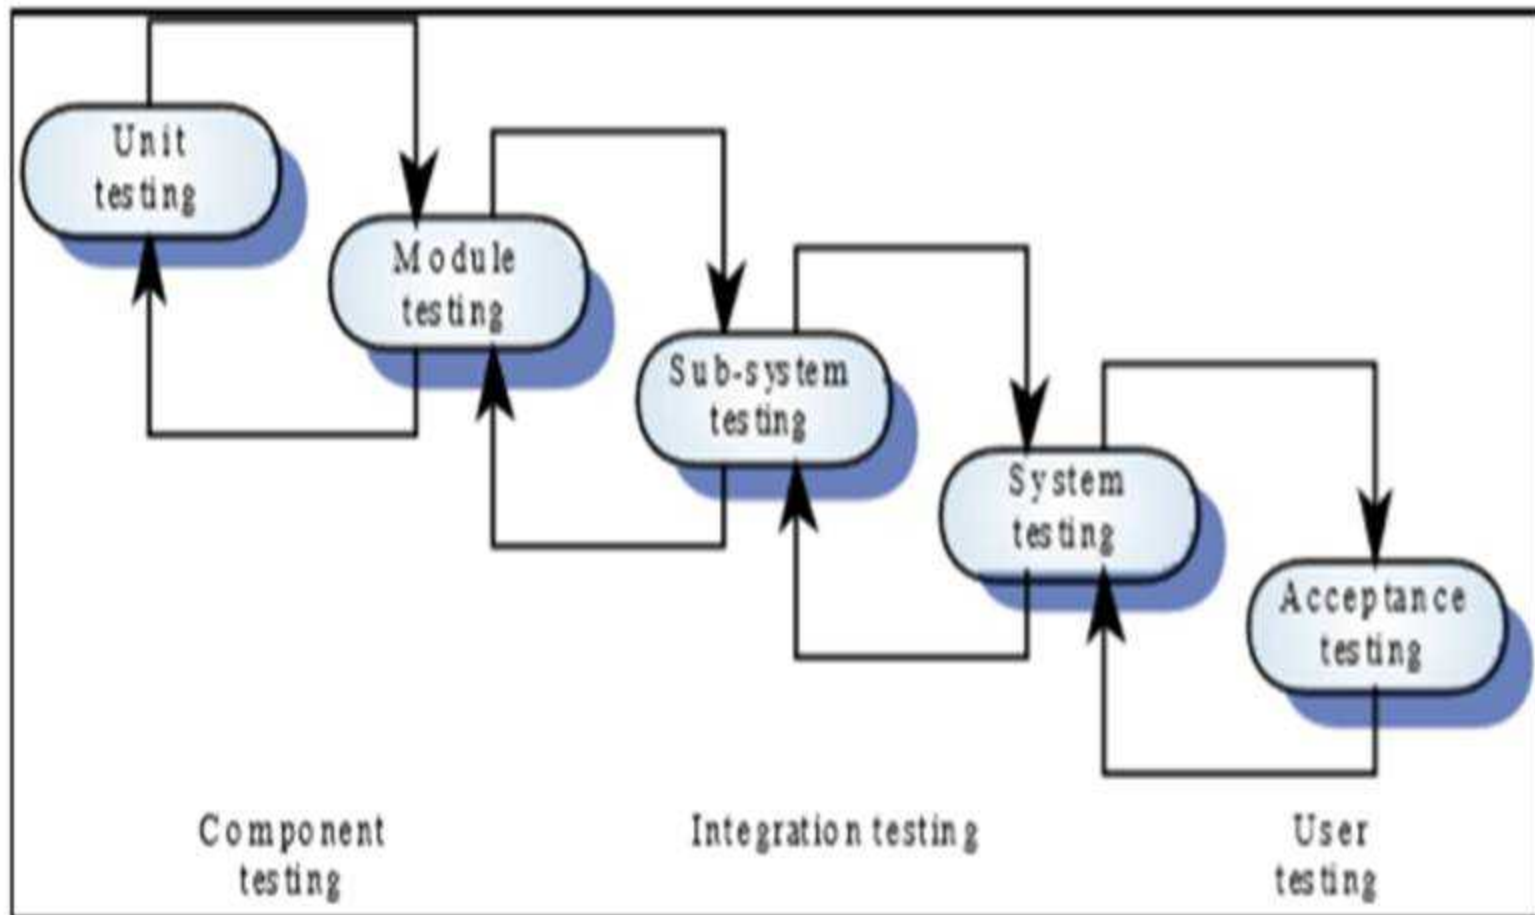 Unit
testing
Module
testing
Sub-system
testing
System
testing
Acceptance
testing
Component
testing
Integration testing
User
testing